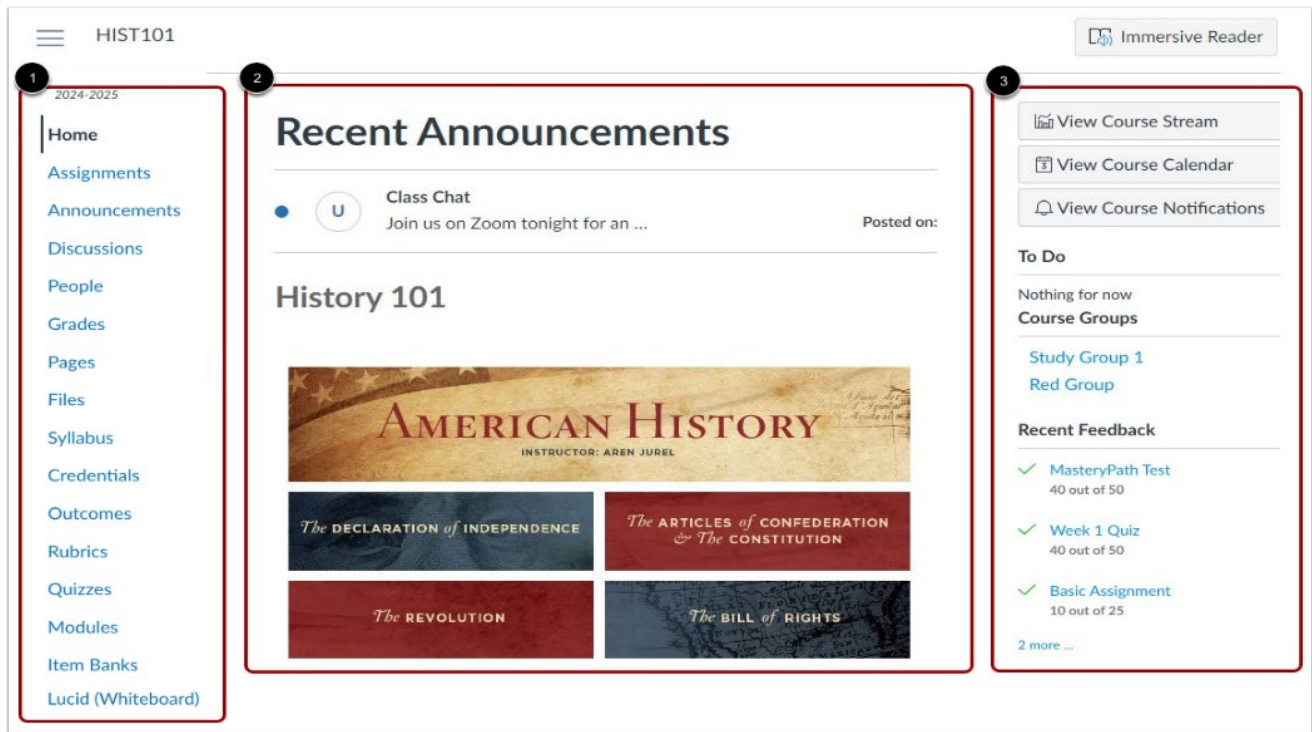 HIST101
Immersive Reader
1
2024-2025
Home
Assignments
Announcements
Discussions
People
Grades
Pages
Files
Syllabus
Credentials
Outcomes
Rubrics
Quizzes
Modules
Item Banks
Lucid (Whiteboard)
2
Recent Announcements
U
Class Chat
Join us on Zoom tonight for an ...
Posted on:
History 101
AMERICAN HISTORY
INSTRUCTOR: AREN JUREL
The DECLARATION of INDEPENDENCE
The ARTICLES of CONFEDERATION
& The CONSTITUTION
The REVOLUTION
The BILL of RIGHTS
3
View Course Stream
View Course Calendar
View Course Notifications
To Do
Nothing for now
Course Groups
Study Group 1
Red Group
Recent Feedback
MasteryPath Test
40 out of 50
Week 1 Quiz
40 out of 50
Basic Assignment
10 out of 25
2 more ...